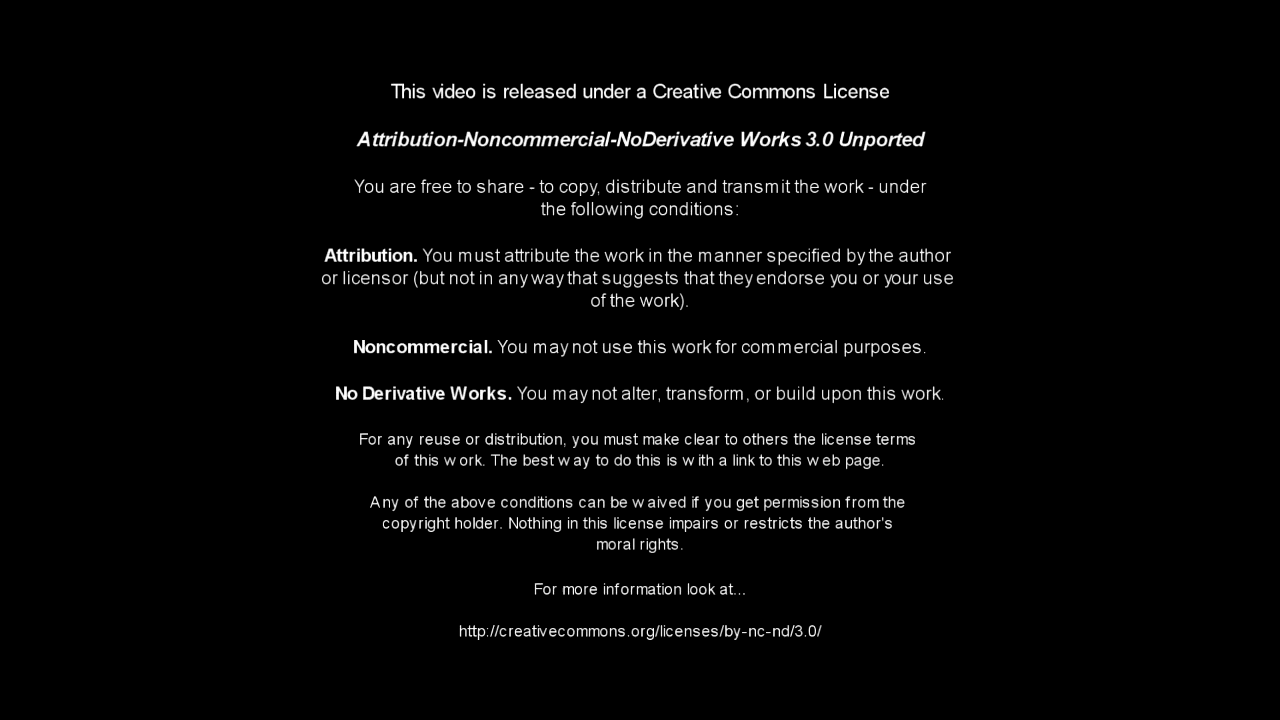 This video is released under a Creative Commons License
Attribution-Noncommercial-NoDerivative Works 3.0 Unported
You are free to share - to copy, distribute and transmit the work - under
the following conditions:
Attribution. You must attribute the work in the manner specified by the author
or licensor (but not in any way that suggests that they endorse you or your use
of the work).
Noncommercial. You may not use this work for commercial purposes.
No Derivative Works. You may not alter, transform, or build upon this work.
For any reuse or distribution, you must make clear to others the license terms
of this work. The best way to do this is with a link to this web page.
Any of the above conditions can be waived if you get permission from the
copyright holder. Nothing in this license impairs or restricts the author's
moral rights.
For more information look at...
http://creativecommons.org/licenses/by-nc-nd/3.0/